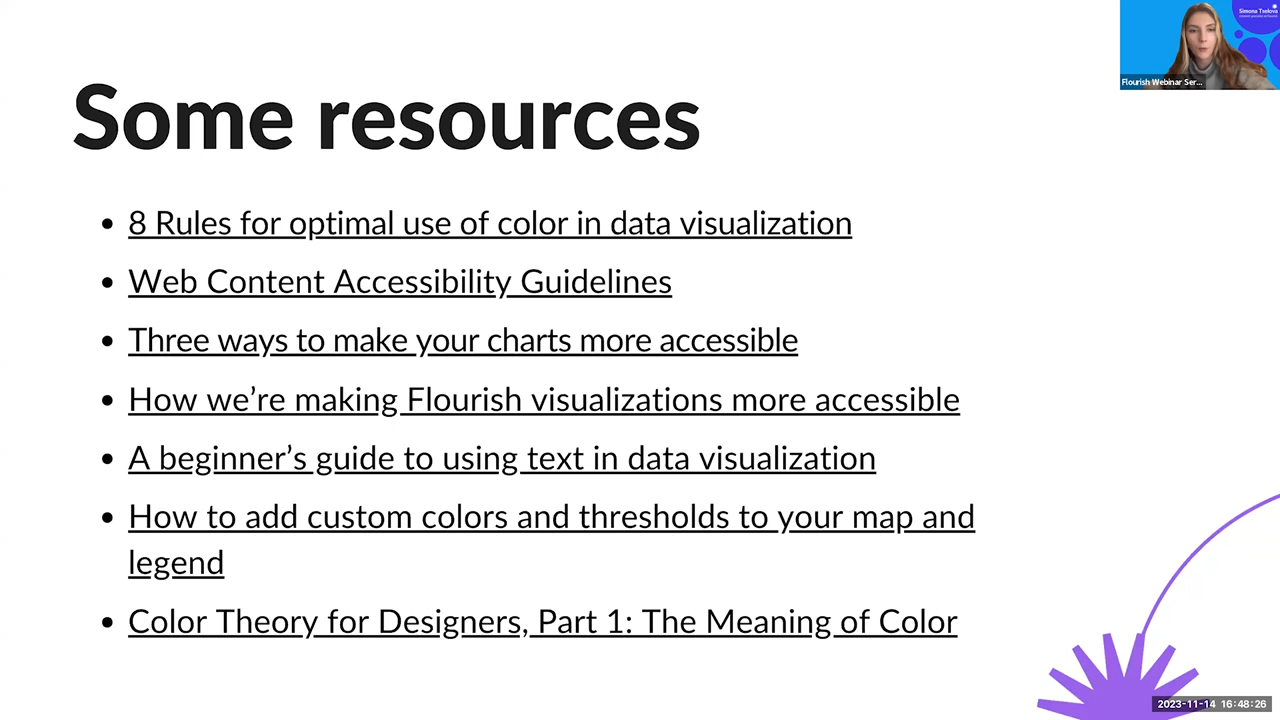 Simona Tselova
Flourish Webinar Ser...
Some resources
• 8 Rules for optimal use of color in data visualization
• Web Content Accessibility Guidelines
• Three ways to make your charts more accessible
• How we’re making Flourish visualizations more accessible
• A beginner’s guide to using text in data visualization
• How to add custom colors and thresholds to your map and
legend
• Color Theory for Designers, Part 1: The Meaning of Color
2023-11-14 16:48:26